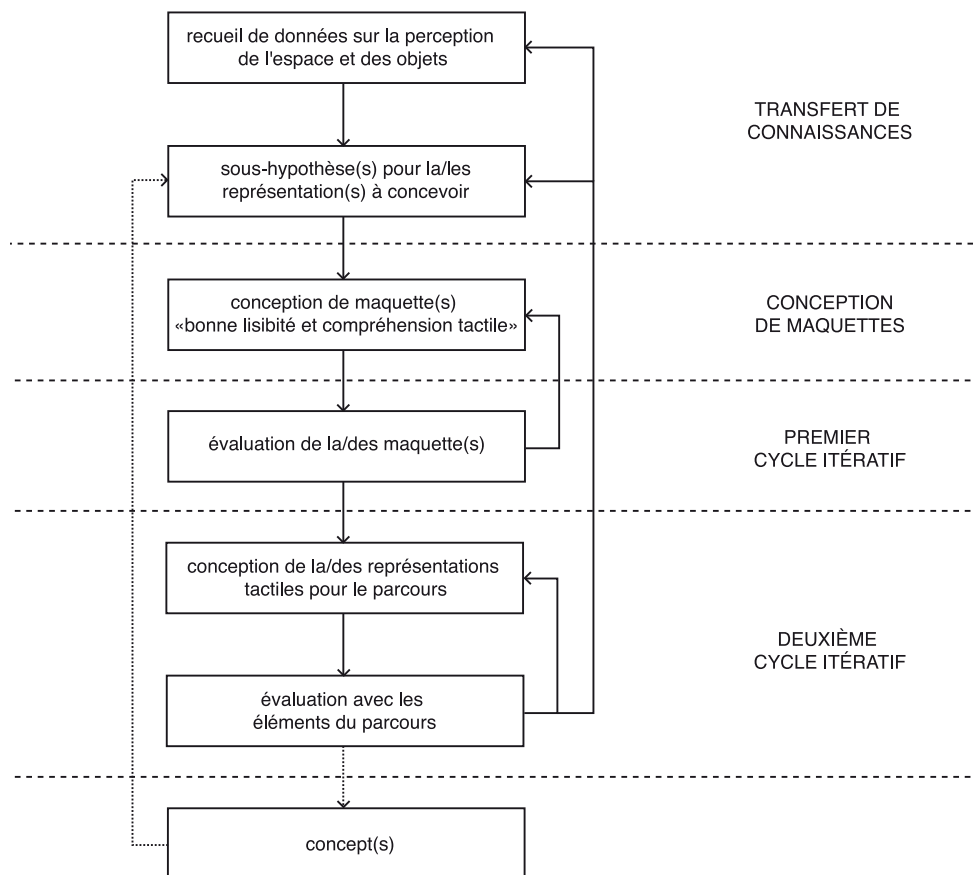 recueil de données sur la perception
de l'espace et des objets
TRANSFERT DE
CONNAISSANCES
sous-hypothèse(s) pour la/les
représentation(s) à concevoir
conception de maquette(s)
«bonne lisibité et compréhension tactile»
CONCEPTION
DE MAQUETTES
évaluation de la/des maquette(s)
PREMIER
CYCLE ITÉRATIF
conception de la/des représentations
tactiles pour le parcours
DEUXIÈME
CYCLE ITÉRATIF
évaluation avec les
éléments du parcours
concept(s)